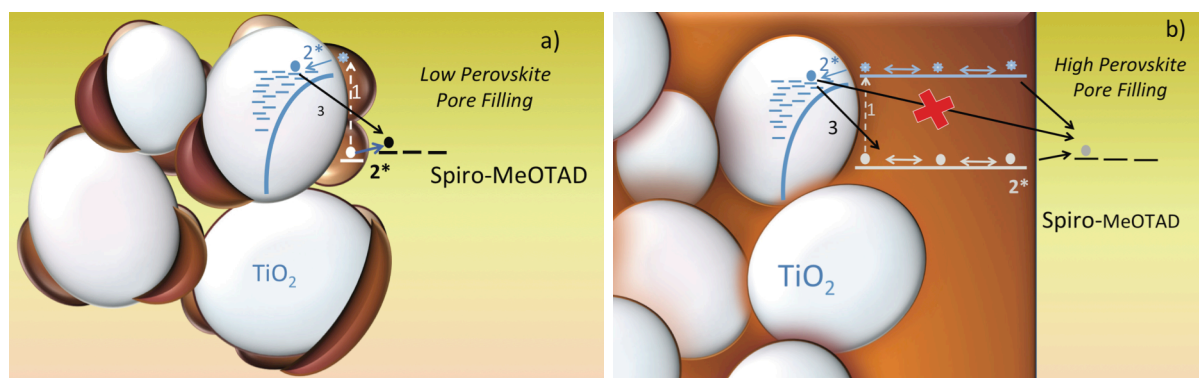 a)
2*
Low Perovskite
Pore Filling
1
3
2*
Spiro-MeOTAD
TiO₂
b)
2*
High Perovskite
Pore Filling
1
3
2*
Spiro-MeOTAD
TiO₂